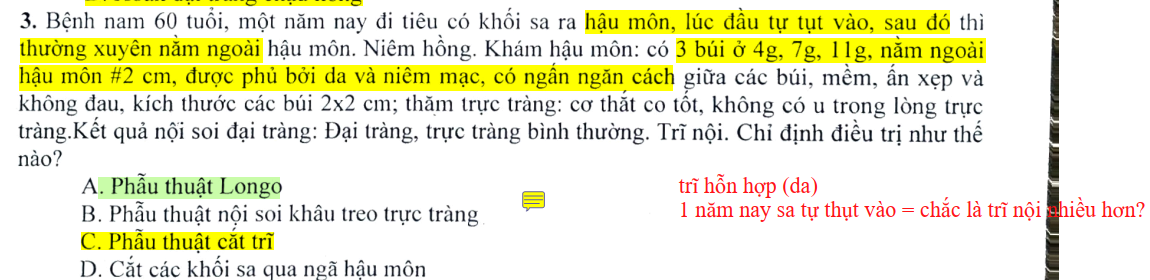 3. Bệnh nam 60 tuổi, một năm nay đi tiêu có khối sa ra hậu môn, lúc đầu tự tụt vào, sau đó thì
thường xuyên nằm ngoài hậu môn. Niêm hồng. Khám hậu môn: có 3 búi ở 4g, 7g, 11g, nằm ngoài
hậu môn #2 cm, được phủ bởi da và niêm mạc, có ngấn ngăn cách giữa các búi, mềm, ấn xẹp và
không đau, kích thước các búi 2x2 cm; thăm trực tràng: cơ thắt co tốt, không có u trong lòng trực
tràng.Kết quả nội soi đại tràng: Đại tràng, trực tràng bình thường. Trĩ nội. Chỉ định điều trị như thế
nào?
A. Phẫu thuật Longo
B. Phẫu thuật nội soi khâu treo trực tràng
C. Phẫu thuật cắt trĩ
D. Cắt các khối sa qua ngã hậu môn
trĩ hỗn hợp (da)
1 năm nay sa tự thụt vào = chắc là trĩ nội nhiều hơn?